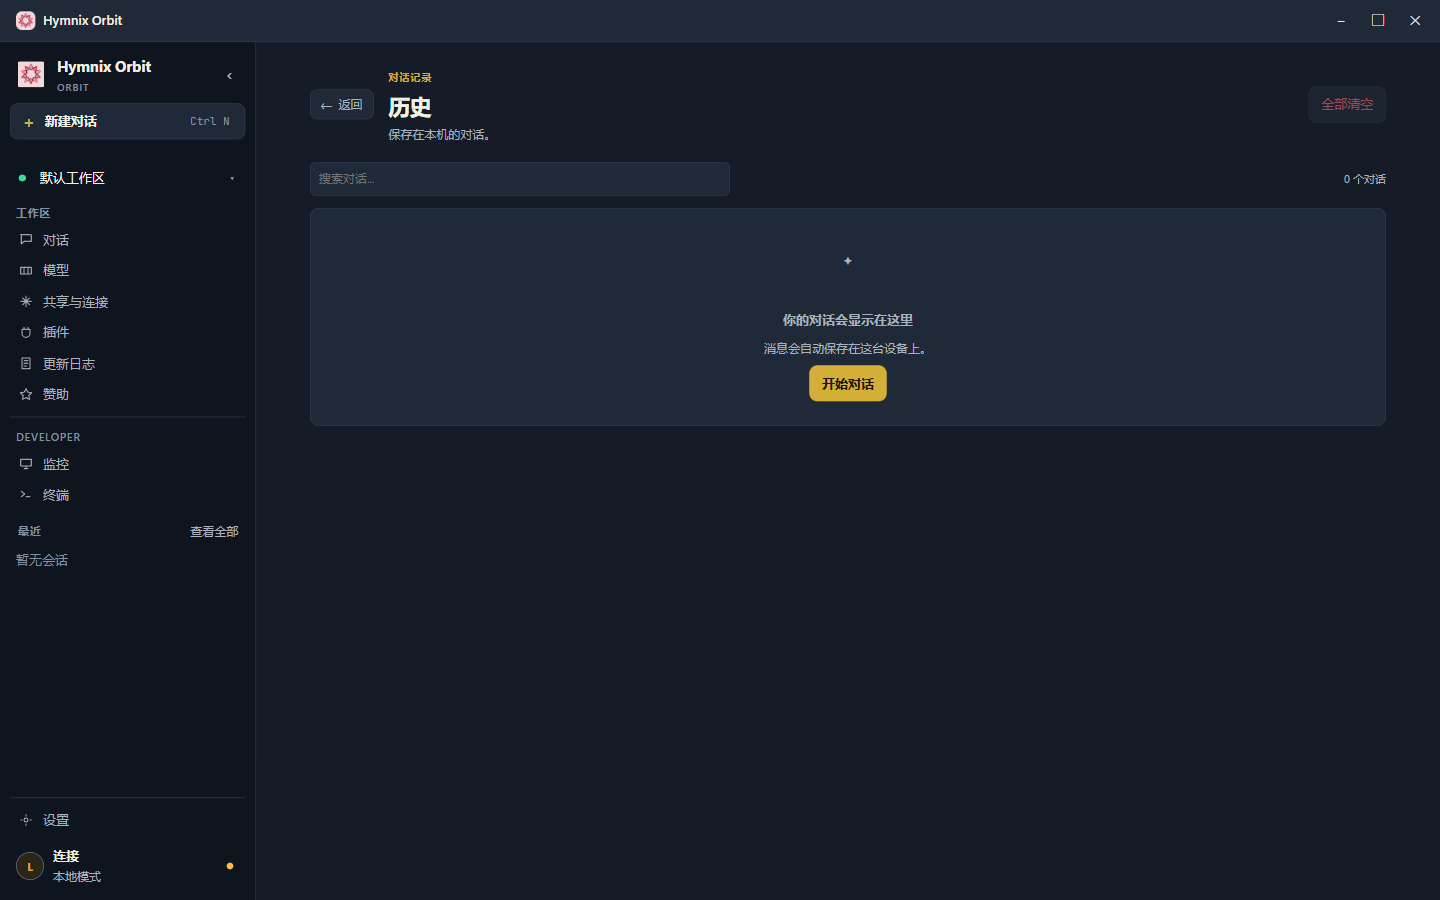 Hymnix Orbit
Hymnix Orbit
ORBIT
+ 新建对话 Ctrl N
默认工作区
工作区
对话
模型
共享与连接
插件
更新日志
赞助
DEVELOPER
监控
终端
最近 查看全部
暂无会话
设置
L
连接
本地模式
← 返回
对话记录
历史
保存在本机的对话。
全部清空
搜索对话...
0 个对话
你的对话会显示在这里
消息会自动保存在这台设备上。
开始对话